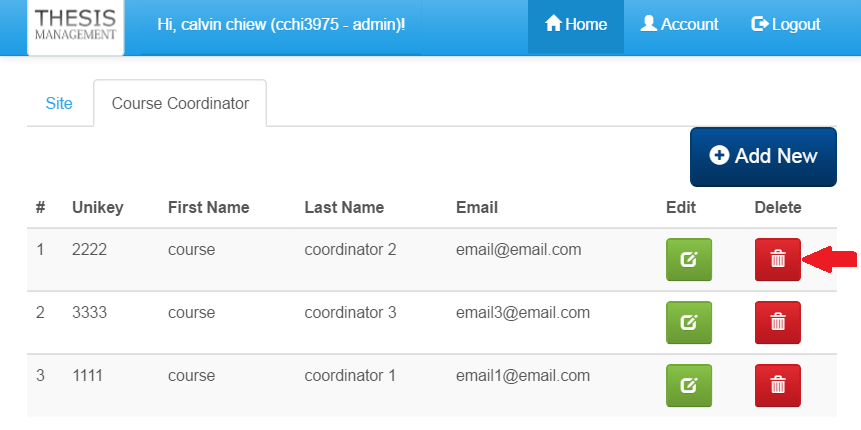 THESIS
MANAGEMENT
Hi, calvin chiew (cchi3975 - admin)!
Home
Account
Logout
Site
Course Coordinator
Add New
# Unikey First Name Last Name Email Edit Delete
1 2222 course coordinator 2 email@email.com
2 3333 course coordinator 3 email3@email.com
3 1111 course coordinator 1 email1@email.com